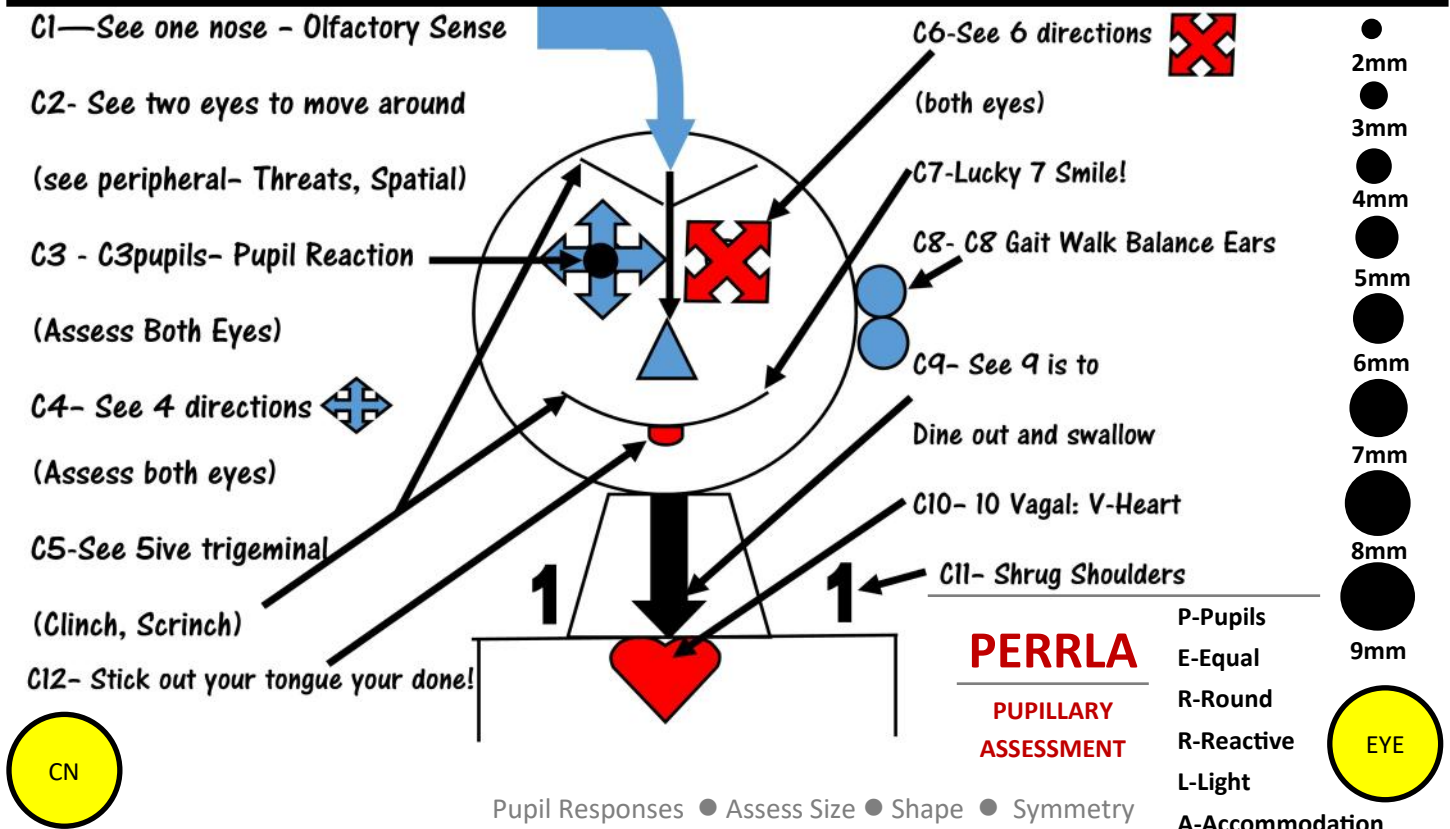 C1—See one nose – Olfactory Sense
C2- See two eyes to move around
(see peripheral– Threats, Spatial)
C3 - C3pupils– Pupil Reaction
(Assess Both Eyes)
C4– See 4 directions
(Assess both eyes)
C5-See 5ive trigeminal
(Clinch, Scrinch)
C12– Stick out your tongue your done!
CN
C6-See 6 directions
(both eyes)
C7-Lucky 7 Smile!
C8- C8 Gait Walk Balance Ears
C9– See 9 is to
Dine out and swallow
C10– 10 Vagal: V-Heart
C11– Shrug Shoulders
1
1
2mm
3mm
4mm
5mm
6mm
7mm
8mm
9mm
PERRLA
PUPILLARY
ASSESSMENT
P-Pupils
E-Equal
R-Round
R-Reactive
L-Light
A-Accommodation
EYE
Pupil Responses ● Assess Size ● Shape ● Symmetry